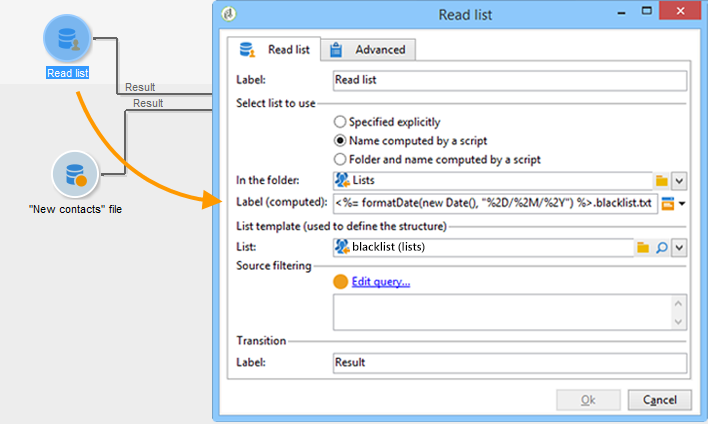 Read list
Result
Result
"New contacts" file
Read list
Read list
Advanced
Label: Read list
Select list to use
Specified explicitly
Name computed by a script
Folder and name computed by a script
In the folder: Lists
Label (computed): <%= formatDate(new Date(), "%2D/%2M/%2Y") %>.blacklist.txt
List template (used to define the structure)
List: blacklist (lists)
Source filtering
Edit query...
Transition
Label: Result
Ok
Cancel